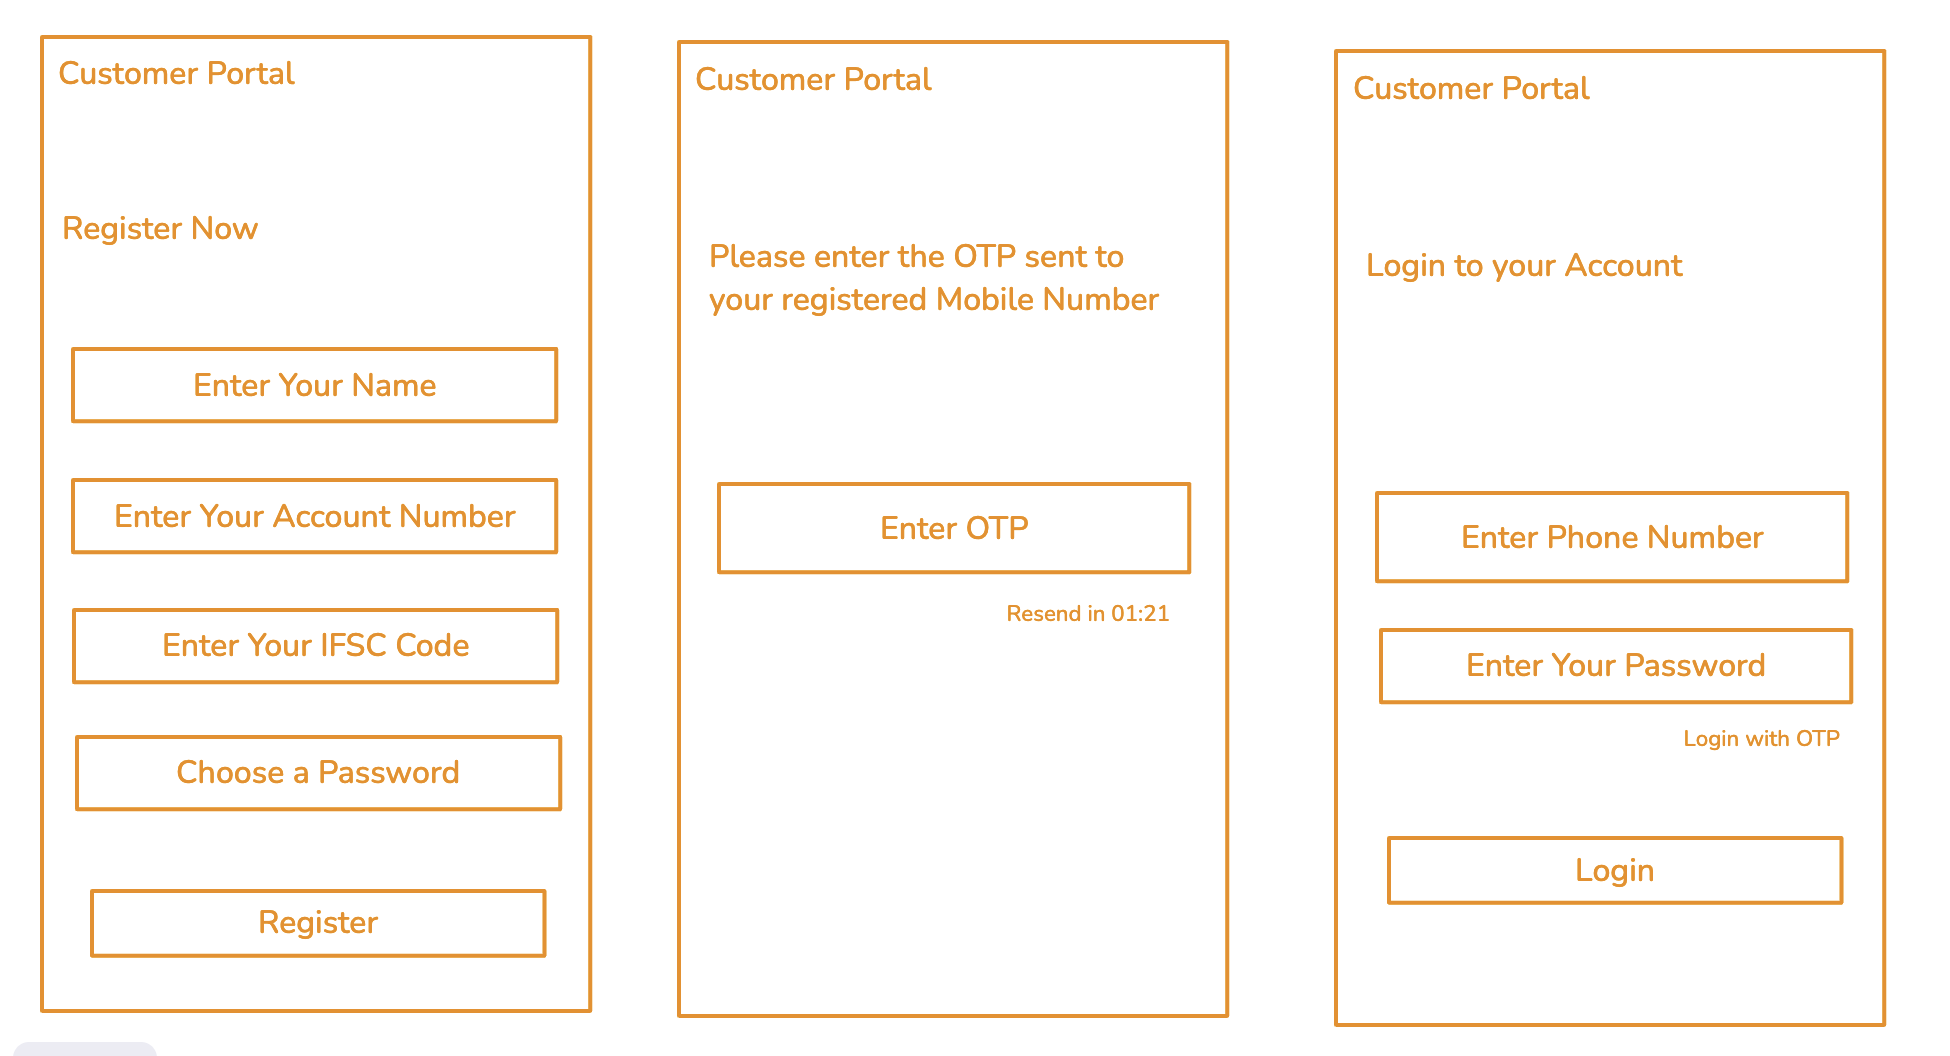 Customer Portal
Register Now
Enter Your Name
Enter Your Account Number
Enter Your IFSC Code
Choose a Password
Register
Customer Portal
Please enter the OTP sent to
your registered Mobile Number
Enter OTP
Resend in 01:21
Customer Portal
Login to your Account
Enter Phone Number
Enter Your Password
Login with OTP
Login